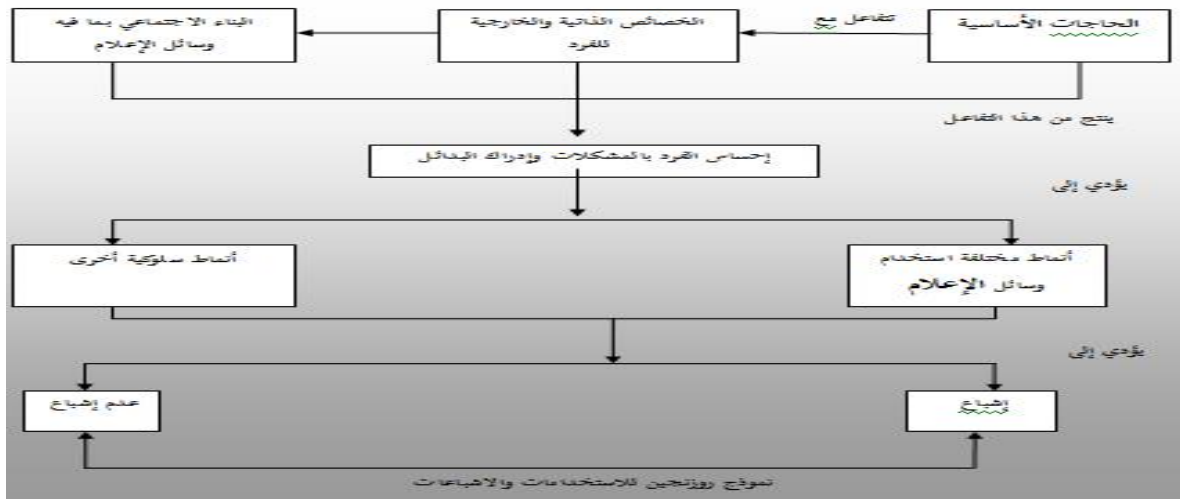 الحاجات الأساسية
تتفاعل مع
الخصائص الذاتية والخارجية
للفرد
البناء الاجتماعي بما فيه
وسائل الإعلام
ينتج من هذا التفاعل
إحساس الفرد بالمشكلات وإدراك البدائل
يؤدي إلى
أنماط مختلفة استخدام
وسائل الإعلام
أنماط سلوكية أخرى
يؤدي إلى
إشباع
عدم إشباع
نموذج روزنجين للاستخدامات والاشباعات